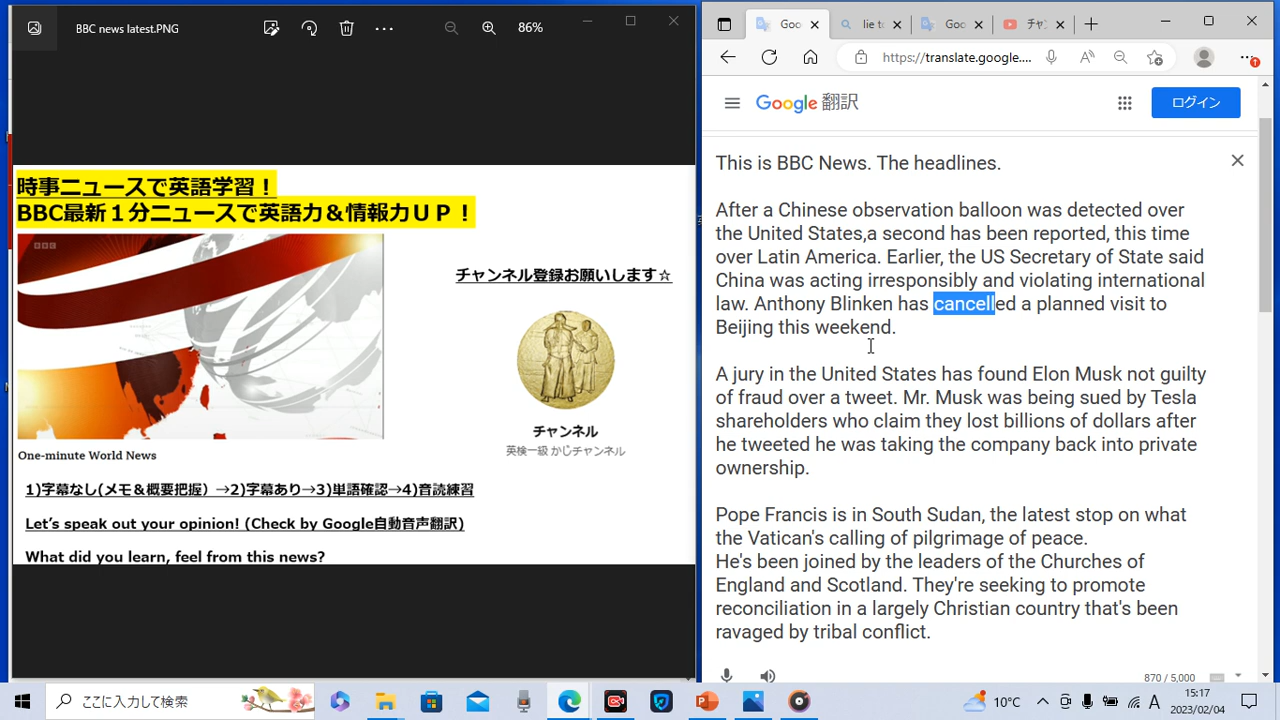 BBC news latest.PNG
86%
時事ニュースで英語学習！
BBC最新１分ニュースで英語力＆情報力ＵＰ！
BBC
チャンネル登録お願いします☆
チャンネル
英検一級 かじチャンネル
One-minute World News
1)字幕なし(メモ＆概要把握）→2)字幕あり→3)単語確認→4)音読練習
Let's speak out your opinion! (Check by Google自動音声翻訳)
What did you learn, feel from this news?
Goo
lie to
Goo
チャン
https://translate.google....
Google 翻訳
ログイン
This is BBC News. The headlines.
After a Chinese observation balloon was detected over
the United States,a second has been reported, this time
over Latin America. Earlier, the US Secretary of State said
China was acting irresponsibly and violating international
law. Anthony Blinken has cancelled a planned visit to
Beijing this weekend.
A jury in the United States has found Elon Musk not guilty
of fraud over a tweet. Mr. Musk was being sued by Tesla
shareholders who claim they lost billions of dollars after
he tweeted he was taking the company back into private
ownership.
Pope Francis is in South Sudan, the latest stop on what
the Vatican's calling of pilgrimage of peace.
He's been joined by the leaders of the Churches of
England and Scotland. They're seeking to promote
reconciliation in a largely Christian country that's been
ravaged by tribal conflict.
870 / 5,000
ここに入力して検索
10°C
A
15:17
2023/02/04